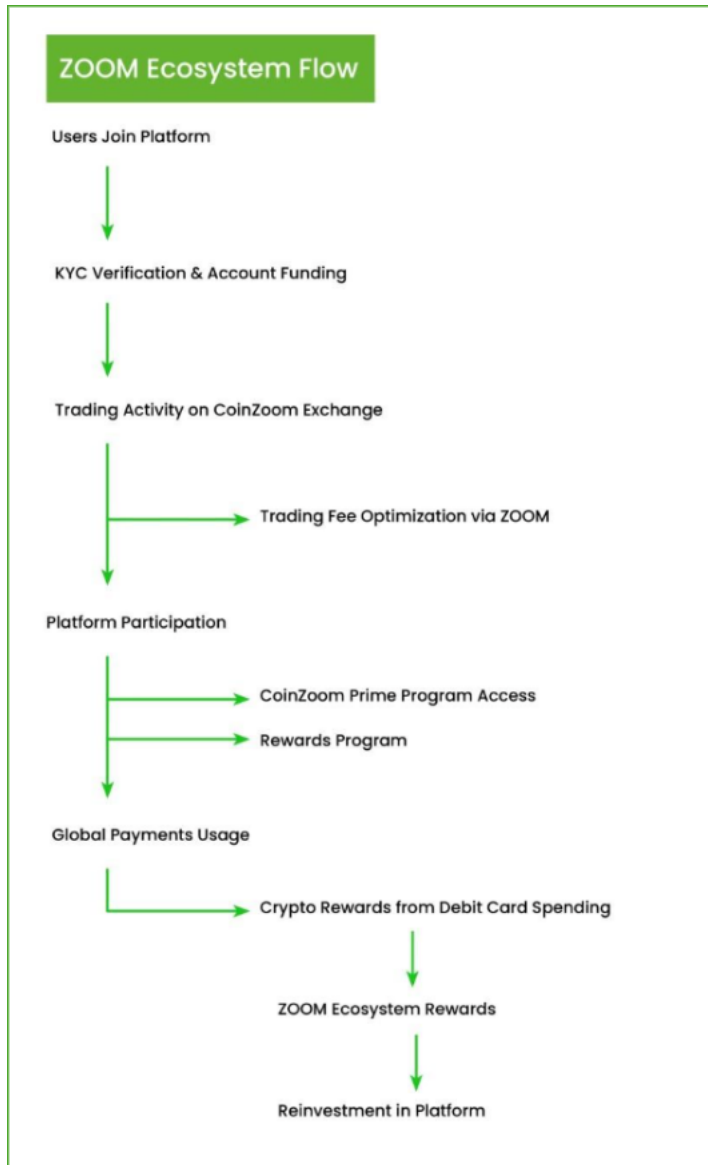 ZOOM Ecosystem Flow
Users Join Platform
KYC Verification & Account Funding
Trading Activity on CoinZoom Exchange
Trading Fee Optimization via ZOOM
Platform Participation
CoinZoom Prime Program Access
Rewards Program
Global Payments Usage
Crypto Rewards from Debit Card Spending
ZOOM Ecosystem Rewards
Reinvestment in Platform